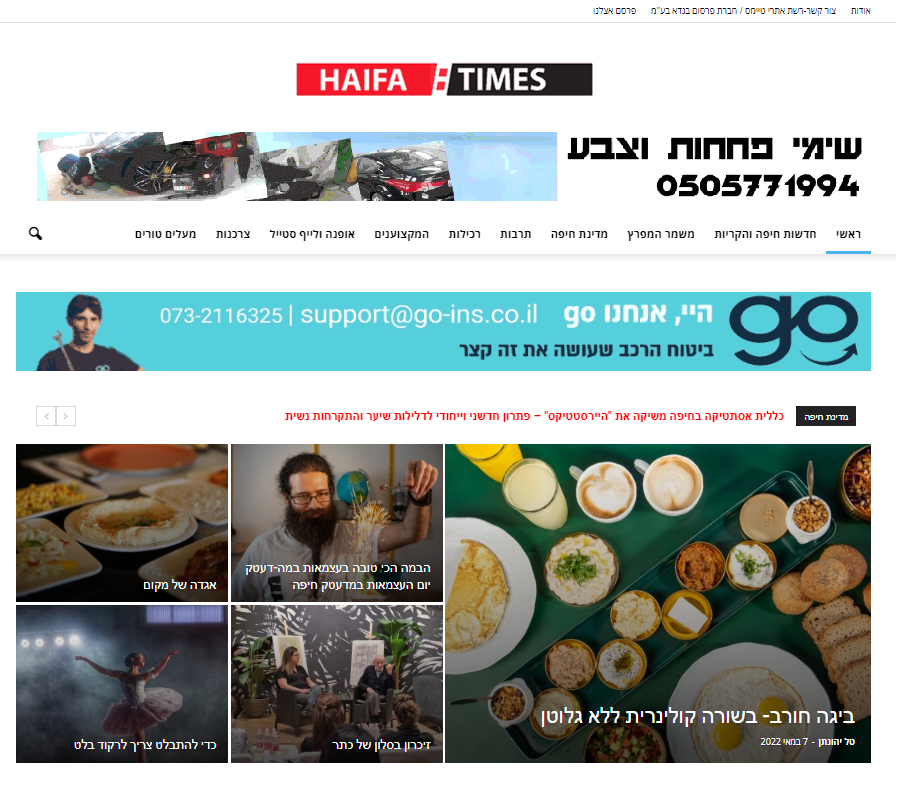 אודות
צור קשר-רשת אתרי טיימס / חברת פרסום בנדא בע"מ
פרסם אצלנו
HAIFA TIMES
שימי פחחות וצבע
0505771994
ראשי
חדשות חיפה והקריות
משמר המפרץ
מדינת חיפה
תרבות
רכילות
המקצוענים
אופנה ולייף סטייל
צרכנות
מעלים טורים
go
היי, אנחנו go
support@go-ins.co.il | 073-2116325
ביטוח הרכב שעושה את זה קצר
go
מדינת חיפה
כללית אסתטיקה בחיפה משיקה את "היירסטטיקס" – פתרון חדשני וייחודי לדלילות שיער והתקרחות נשית
ביגה חורב- בשורה קולינרית ללא גלוטן
טל יהונתן - 7 במאי 2022
הבמה הכי טובה בעצמאות במה-דעטק
יום העצמאות במדעטק חיפה
אגדה של מקום
זיכרון בסלון של כתר
כדי להתבלט צריך לרקוד בלט